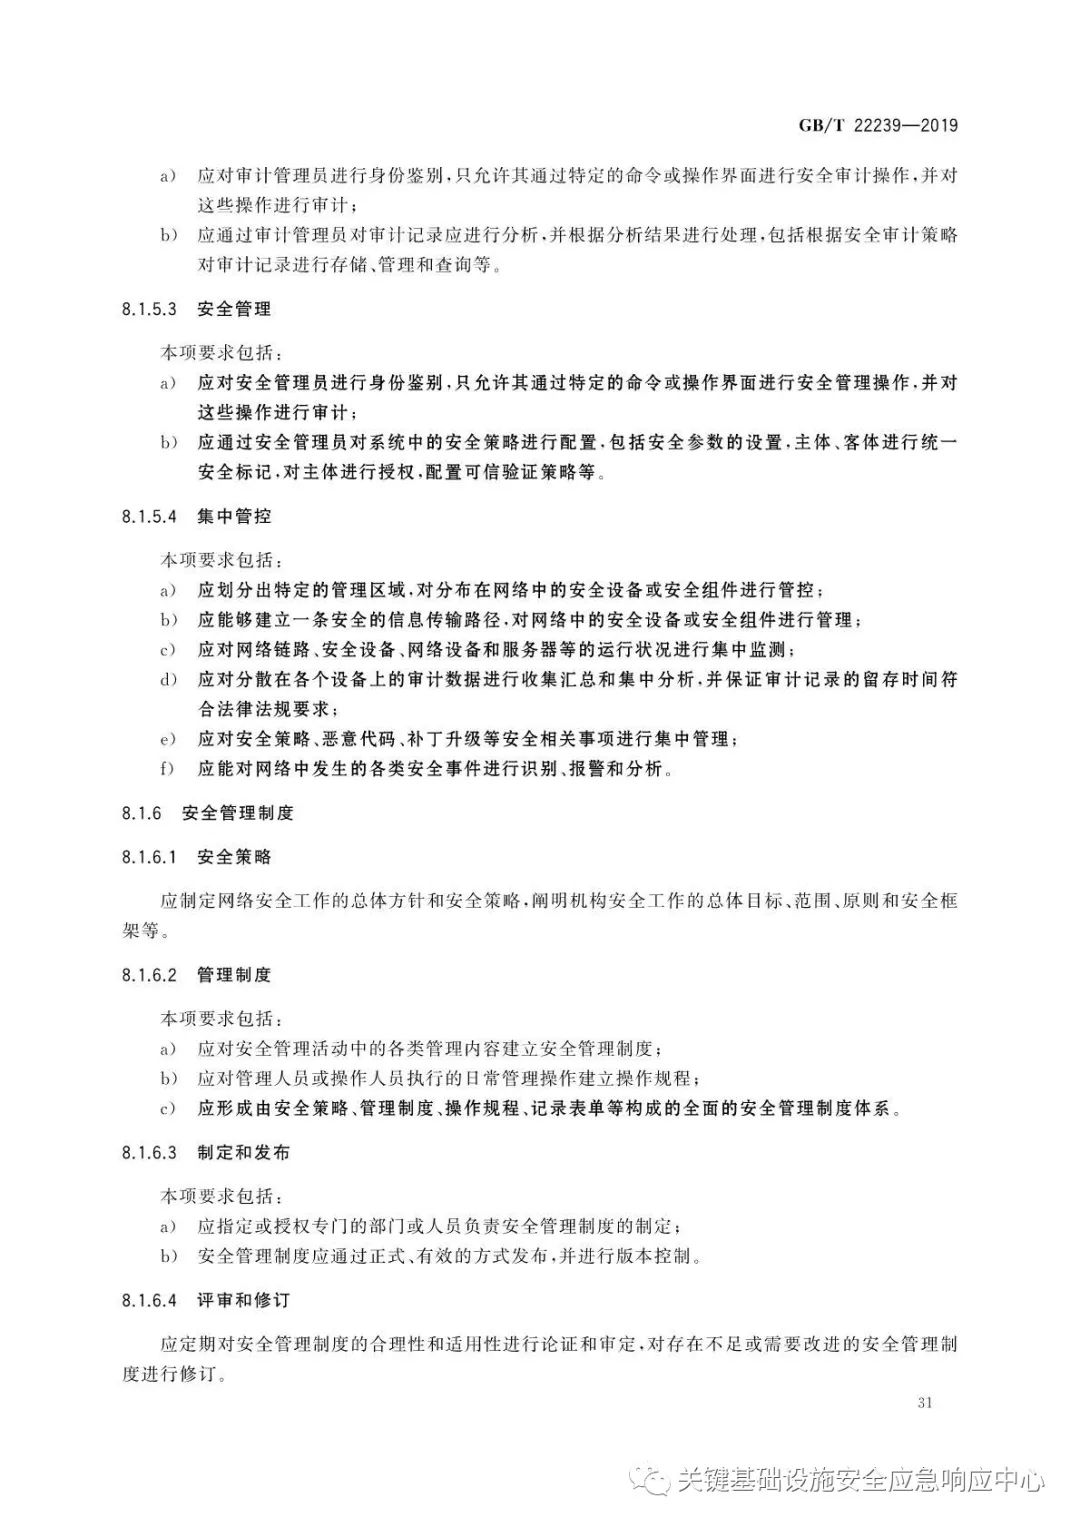 GB/T 22239—2019
a) 应对审计管理员进行身份鉴别,只允许其通过特定的命令或操作界面进行安全审计操作,并对
这些操作进行审计;
b) 应通过审计管理员对审计记录应进行分析,并根据分析结果进行处理,包括根据安全审计策略
对审计记录进行存储、管理和查询等。
8.1.5.3 安全管理
本项要求包括:
a) 应对安全管理员进行身份鉴别,只允许其通过特定的命令或操作界面进行安全管理操作,并对
这些操作进行审计;
b) 应通过安全管理员对系统中的安全策略进行配置,包括安全参数的设置,主体、客体进行统一
安全标记,对主体进行授权,配置可信验证策略等。
8.1.5.4 集中管控
本项要求包括:
a) 应划分出特定的管理区域,对分布在网络中的安全设备或安全组件进行管控;
b) 应能够建立一条安全的信息传输路径,对网络中的安全设备或安全组件进行管理;
c) 应对网络链路、安全设备、网络设备和服务器等的运行状况进行集中监测;
d) 应对分散在各个设备上的审计数据进行收集汇总和集中分析,并保证审计记录的留存时间符
合法律法规要求;
e) 应对安全策略、恶意代码、补丁升级等安全相关事项进行集中管理;
f) 应能对网络中发生的各类安全事件进行识别、报警和分析。
8.1.6 安全管理制度
8.1.6.1 安全策略
应制定网络安全工作的总体方针和安全策略,阐明机构安全工作的总体目标、范围、原则和安全框
架等。
8.1.6.2 管理制度
本项要求包括:
a) 应对安全管理活动中的各类管理内容建立安全管理制度;
b) 应对管理人员或操作人员执行的日常管理操作建立操作规程;
c) 应形成由安全策略、管理制度、操作规程、记录表单等构成的全面的安全管理制度体系。
8.1.6.3 制定和发布
本项要求包括:
a) 应指定或授权专门的部门或人员负责安全管理制度的制定;
b) 安全管理制度应通过正式、有效的方式发布,并进行版本控制。
8.1.6.4 评审和修订
应定期对安全管理制度的合理性和适用性进行论证和审定,对存在不足或需要改进的安全管理制
度进行修订。
31
关键基础设施安全应急响应中心